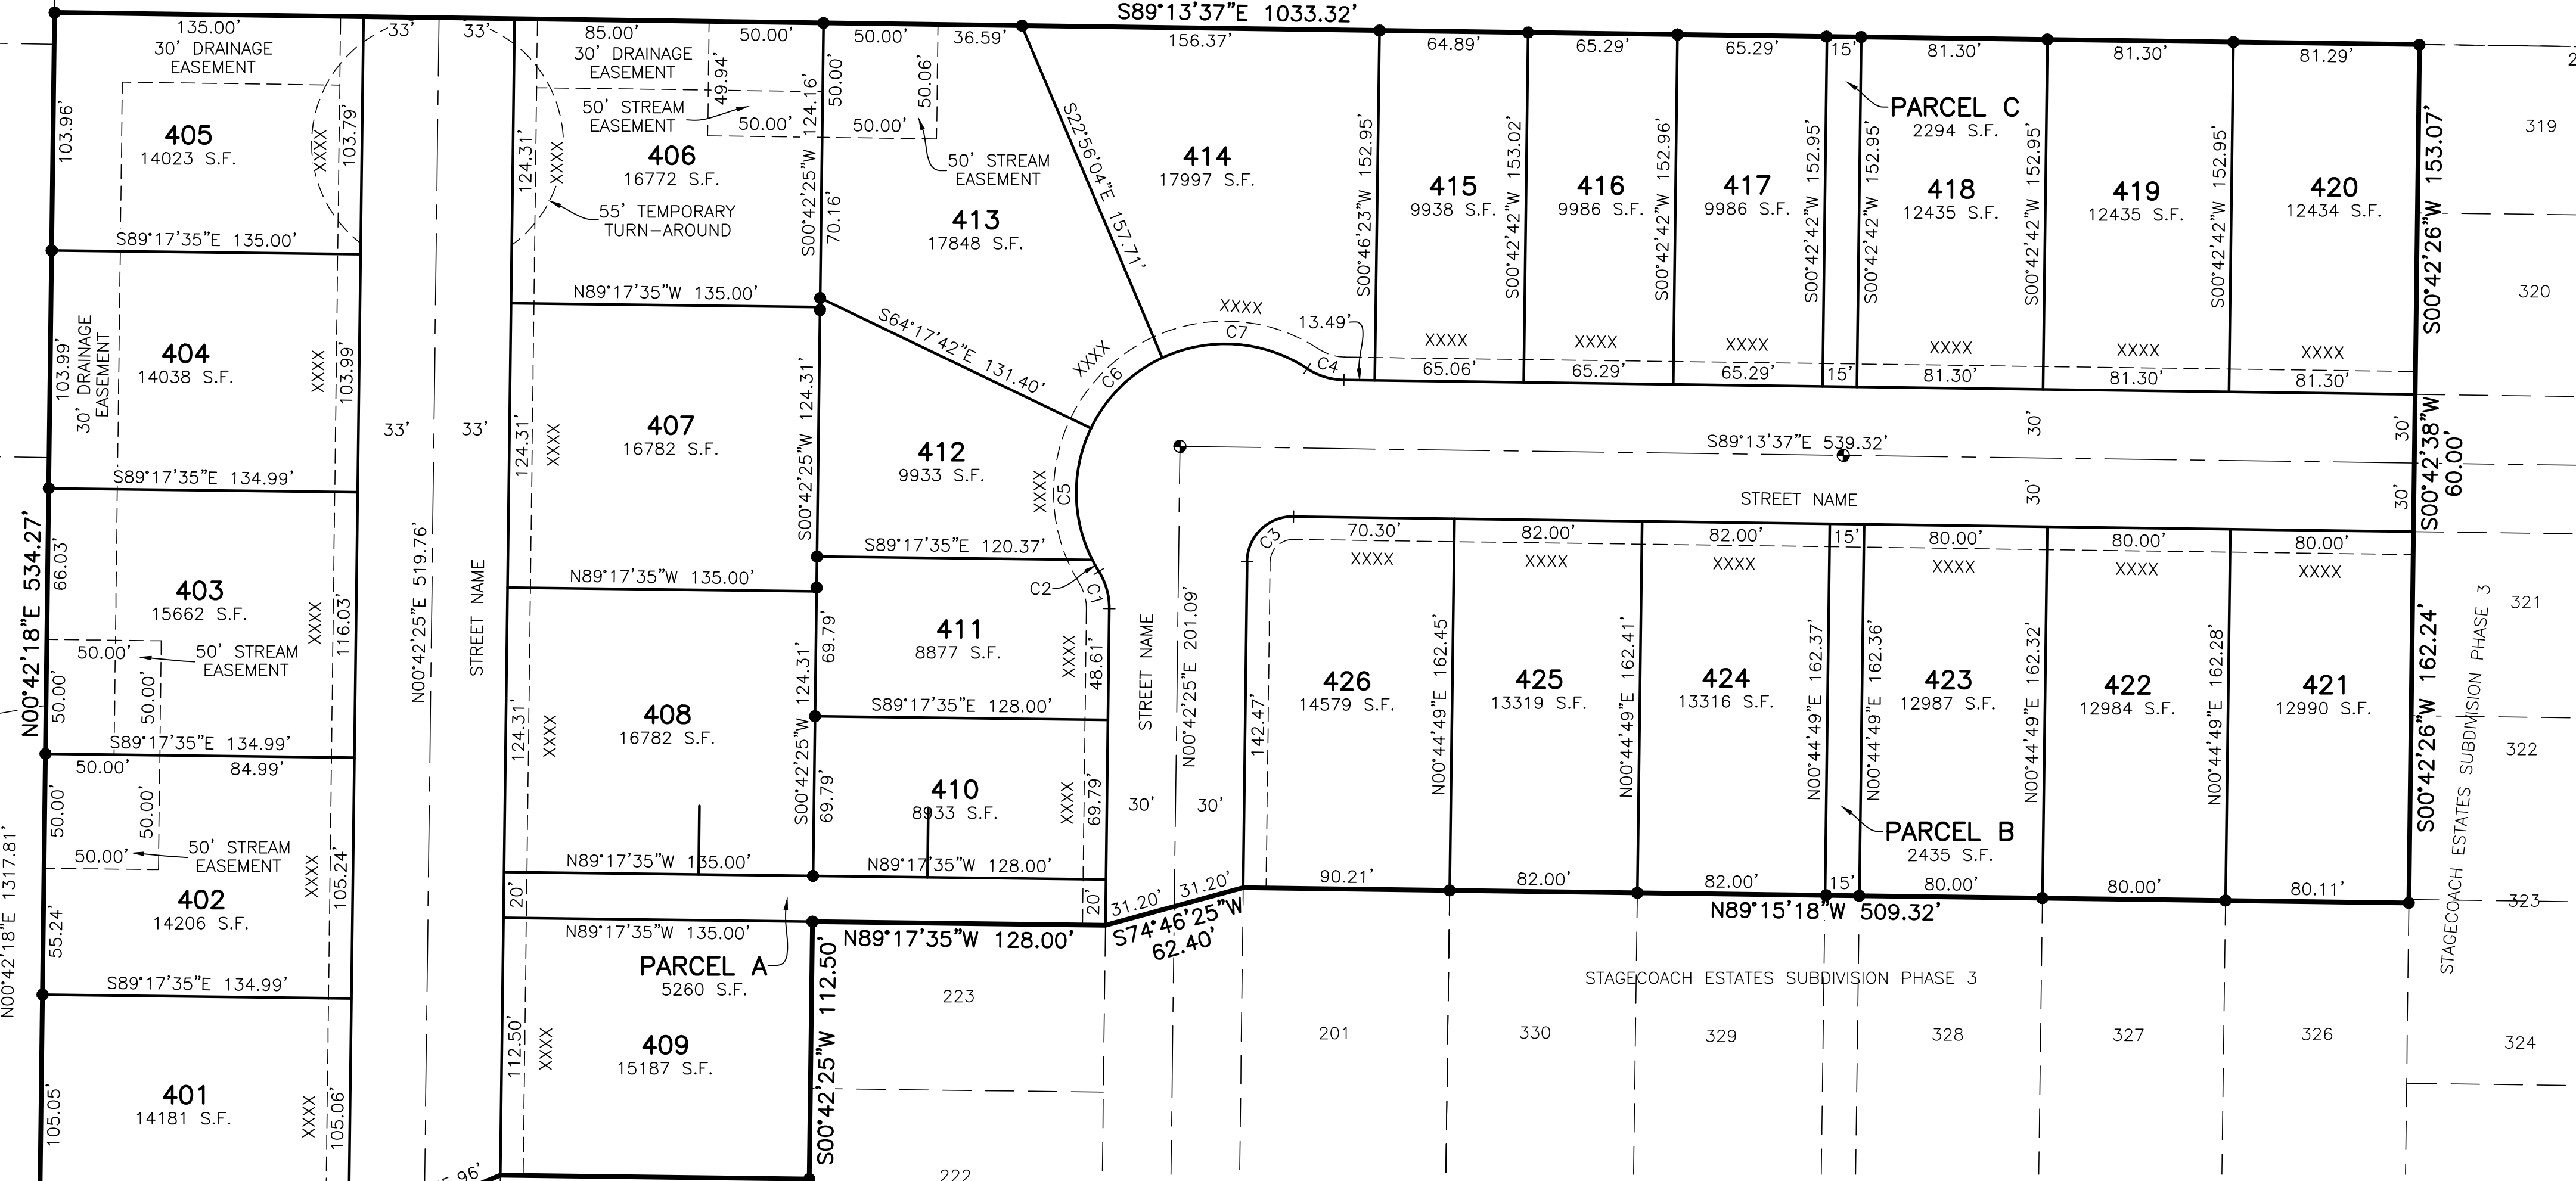 S89°13'37"E 1033.32'
135.00'
30' DRAINAGE
EASEMENT
33'
33'
85.00'
30' DRAINAGE
EASEMENT
50.00'
50.00'
36.59'
156.37'
64.89'
65.29'
65.29'
15'
81.30'
81.30'
81.29'
103.96'
405
14023 S.F.
XXXX
103.79'
124.31'
XXXX
50' STREAM
EASEMENT
49.94'
50.00'
406
16772 S.F.
55' TEMPORARY
TURN-AROUND
S00°42'25"W 124.16'
50.00'
70.16'
50.06'
50.00'
50' STREAM
EASEMENT
413
17848 S.F.
S22°56'04"E 157.71'
414
17997 S.F.
S00°46'23"W 152.95'
415
9938 S.F.
S00°42'42"W 153.02'
416
9986 S.F.
S00°42'42"W 152.96'
417
9986 S.F.
S00°42'42"W 152.95'
PARCEL C
2294 S.F.
S00°42'42"W 152.95'
418
12435 S.F.
S00°42'42"W 152.95'
419
12435 S.F.
S00°42'42"W 152.95'
420
12434 S.F.
S00°42'26"W 153.07'
319
320
S89°17'35"E 135.00'
N89°17'35"W 135.00'
S64°17'42"E 131.40'
XXXX
C7
13.49'
C4
XXXX
C6
XXXX
XXXX
XXXX
XXXX
XXXX
XXXX
65.06'
65.29'
65.29'
15'
81.30'
81.30'
81.30'
103.99'
30' DRAINAGE
EASEMENT
404
14038 S.F.
XXXX
103.99'
33'
33'
124.31'
XXXX
407
16782 S.F.
S00°42'25"W 124.31'
412
9933 S.F.
XXXX
C5
S89°13'37"E 539.32'
30'
30'
S00°42'38"W
60.00'
STREET NAME
30'
30'
S89°17'35"E 134.99'
S89°17'35"E 120.37'
N89°17'35"W 135.00'
C2
C1
C3
70.30'
82.00'
82.00'
15'
80.00'
80.00'
80.00'
XXXX
XXXX
XXXX
XXXX
XXXX
XXXX
N00°42'18"E 534.27'
66.03'
403
15662 S.F.
XXXX
116.03'
N00°42'25"E 519.76'
STREET NAME
50.00'
50' STREAM
EASEMENT
50.00'
50.00'
411
8877 S.F.
69.79'
XXXX
48.61'
STREET NAME
N00°42'25"E 201.09'
142.47'
426
14579 S.F.
N00°44'49"E 162.45'
425
13319 S.F.
N00°44'49"E 162.41'
424
13316 S.F.
N00°44'49"E 162.37'
N00°44'49"E 162.36'
423
12987 S.F.
N00°44'49"E 162.32'
422
12984 S.F.
N00°44'49"E 162.28'
421
12990 S.F.
S00°42'26"W 162.24'
321
322
STAGECOACH ESTATES SUBDIVISION PHASE 3
S89°17'35"E 134.99'
50.00'
84.99'
124.31'
XXXX
408
16782 S.F.
S00°42'25"W 124.31'
S89°17'35"E 128.00'
69.79'
410
8933 S.F.
XXXX
69.79'
30'
30'
N00°42'18"E 1317.81'
50.00'
50.00'
50.00'
50' STREAM
EASEMENT
XXXX
105.24'
402
14206 S.F.
55.24'
N89°17'35"W 135.00'
N89°17'35"W 128.00'
20'
20'
31.20'
31.20'
S74°46'25"W
62.40'
90.21'
82.00'
82.00'
15'
80.00'
80.00'
80.11'
PARCEL B
2435 S.F.
N89°15'18"W 509.32'
323
N89°17'35"W 135.00'
N89°17'35"W 128.00'
PARCEL A
5260 S.F.
S89°17'35"E 134.99'
STAGECOACH ESTATES SUBDIVISION PHASE 3
223
201
330
329
328
327
326
324
105.05'
401
14181 S.F.
XXXX
105.06'
112.50'
XXXX
409
15187 S.F.
S00°42'25"W 112.50'
222